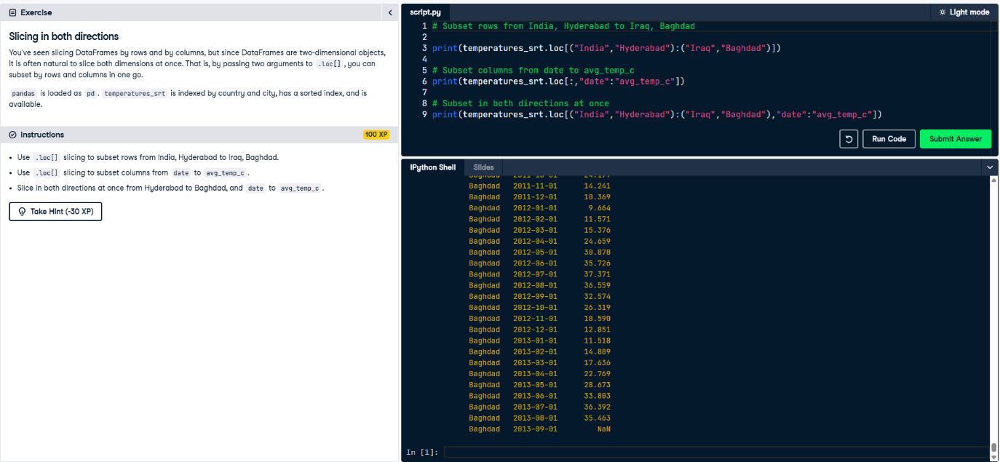 Exercise
Slicing in both directions
You've seen slicing DataFrames by rows and by columns, but since DataFrames are two-dimensional objects,
it is often natural to slice both dimensions at once. That is, by passing two arguments to .loc[] , you can
subset by rows and columns in one go.
pandas is loaded as pd . temperatures_srt is indexed by country and city, has a sorted index, and is
available.
Instructions
100 XP
Use .loc[] slicing to subset rows from India, Hyderabad to Iraq, Baghdad.
Use .loc[] slicing to subset columns from date to avg_temp_c .
Slice in both directions at once from Hyderabad to Baghdad, and date to avg_temp_c .
Take Hint (-30 XP)
script.py
Light mode
1 # Subset rows from India, Hyderabad to Iraq, Baghdad
2
3 print(temperatures_srt.loc[("India","Hyderabad"):("Iraq","Baghdad")])
4
5 # Subset columns from date to avg_temp_c
6 print(temperatures_srt.loc[:,"date":"avg_temp_c"])
7
8 # Subset in both directions at once
9 print(temperatures_srt.loc[("India","Hyderabad"):("Iraq","Baghdad"),"date":"avg_temp_c"])
Run Code
Submit Answer
IPython Shell
Slides
Baghdad 2011-10-01 24.177
Baghdad 2011-11-01 14.241
Baghdad 2011-12-01 10.369
Baghdad 2012-01-01 9.664
Baghdad 2012-02-01 11.571
Baghdad 2012-03-01 15.376
Baghdad 2012-04-01 24.659
Baghdad 2012-05-01 30.878
Baghdad 2012-06-01 35.726
Baghdad 2012-07-01 37.371
Baghdad 2012-08-01 36.559
Baghdad 2012-09-01 32.574
Baghdad 2012-10-01 26.319
Baghdad 2012-11-01 18.590
Baghdad 2012-12-01 12.851
Baghdad 2013-01-01 11.518
Baghdad 2013-02-01 14.889
Baghdad 2013-03-01 17.636
Baghdad 2013-04-01 22.769
Baghdad 2013-05-01 28.673
Baghdad 2013-06-01 33.803
Baghdad 2013-07-01 36.392
Baghdad 2013-08-01 35.463
Baghdad 2013-09-01 NaN
In [1]: